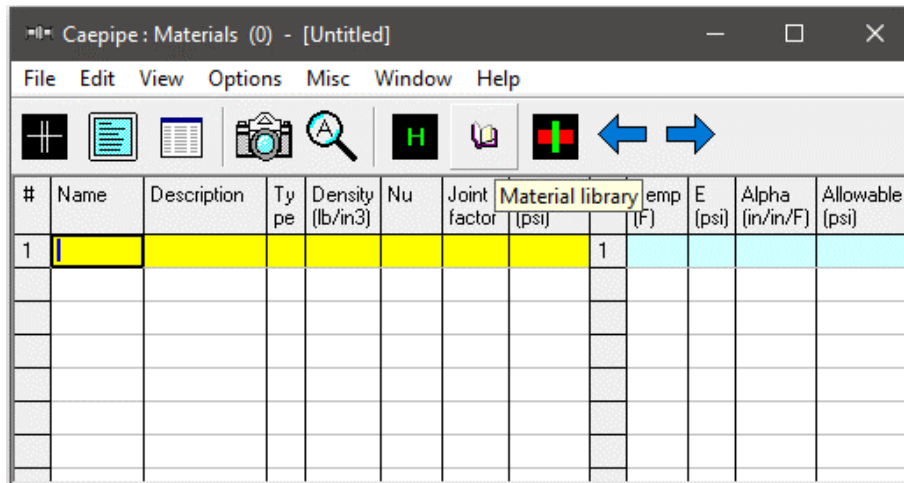 Caepipe : Materials (0) - [Untitled]
File Edit View Options Misc Window Help
A
H
Material library
# Name Description Ty Density Nu Joint emp E Alpha Allowable
pe (lb/in3) factor (psi) (F) (psi) (in/in/F) (psi)
1 1